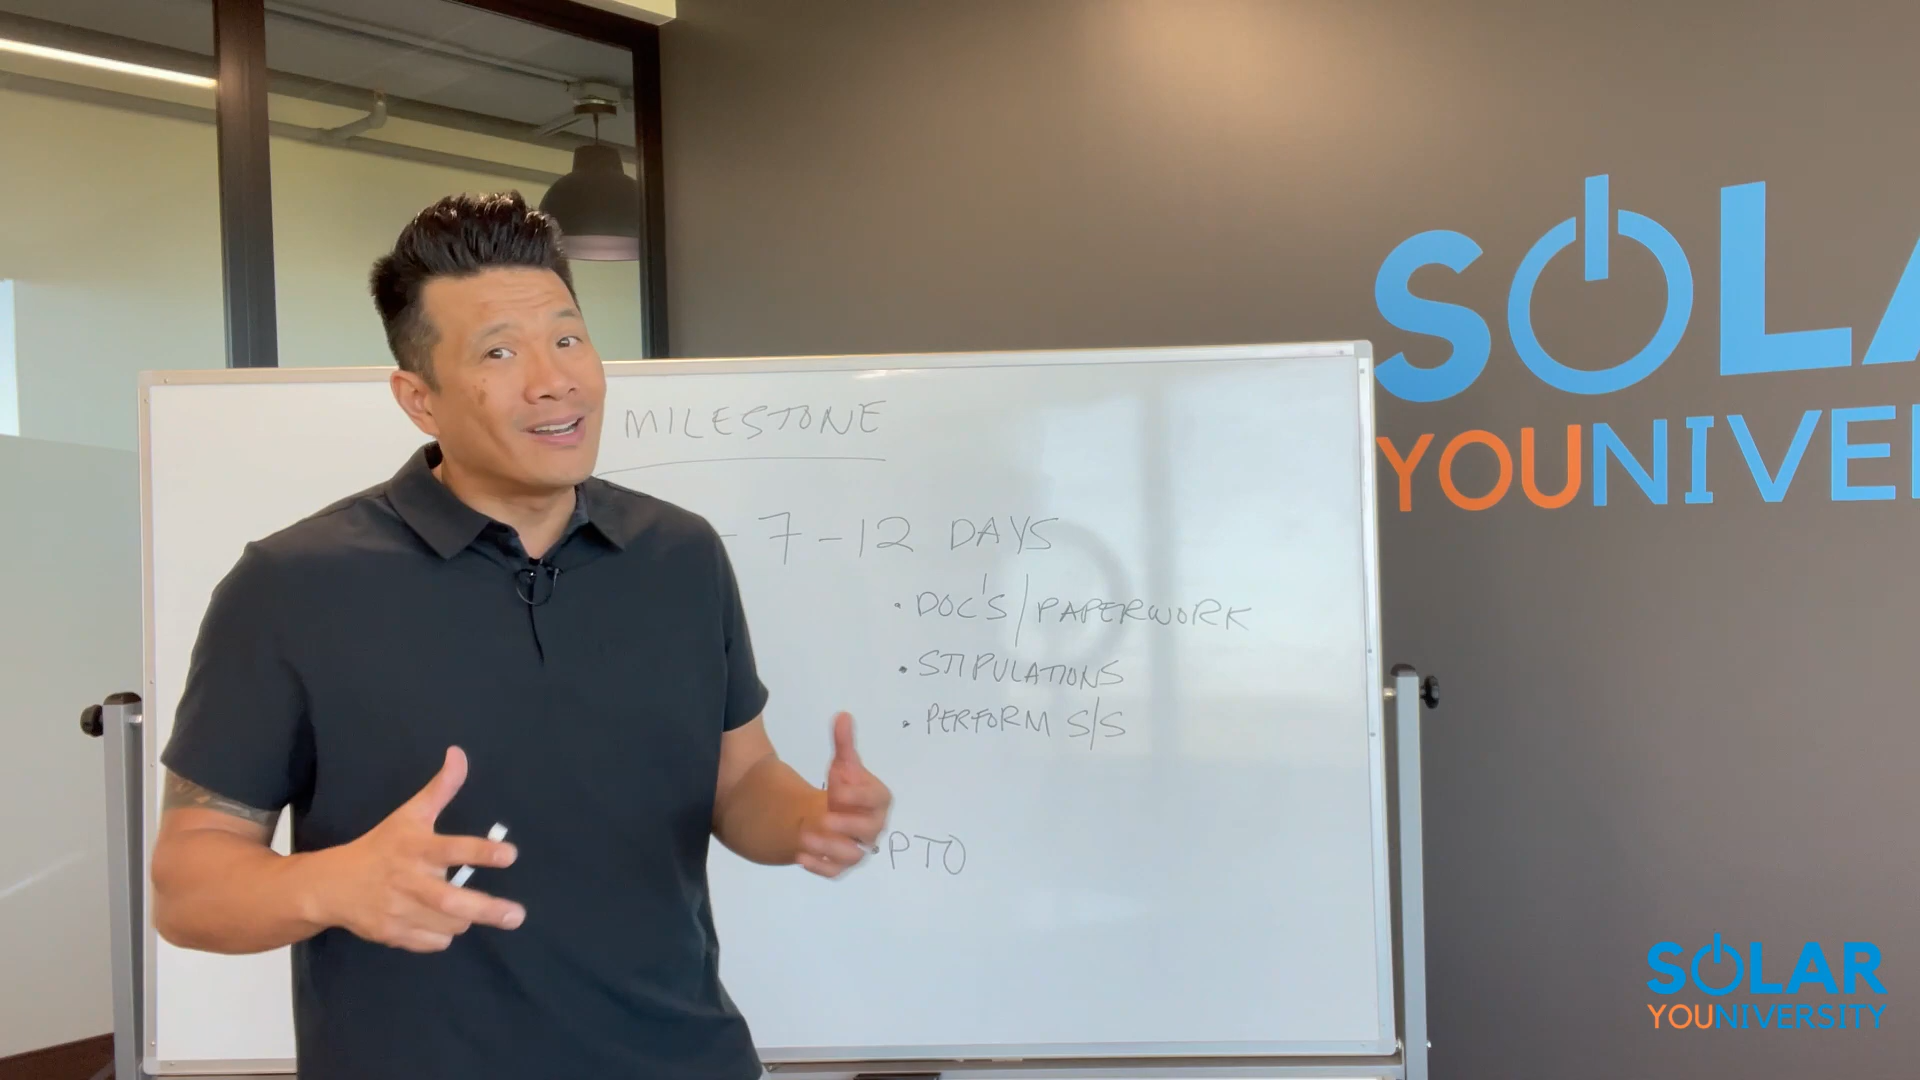 MILESTONE
- 7-12 DAYS
• DOC'S/PAPERWORK
• STIPULATIONS
• PERFORM S/S
• PTO
SOLA
YOUNIVE
SOLAR
YOUNIVERSITY